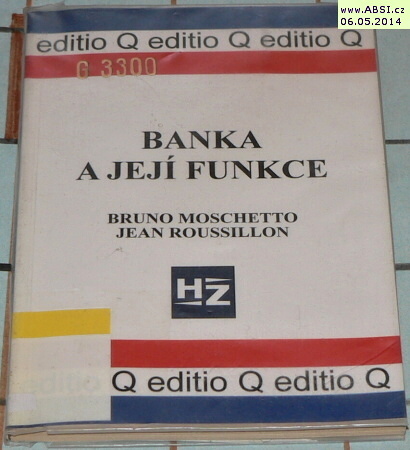 www.ABSI.cz
06.05.2014
editio Q editio Q editio Q
G 3300
BANKA
A JEJÍ FUNKCE
BRUNO MOSCHETTO
JEAN ROUSSILLON
HZ
Q editio Q editio Q